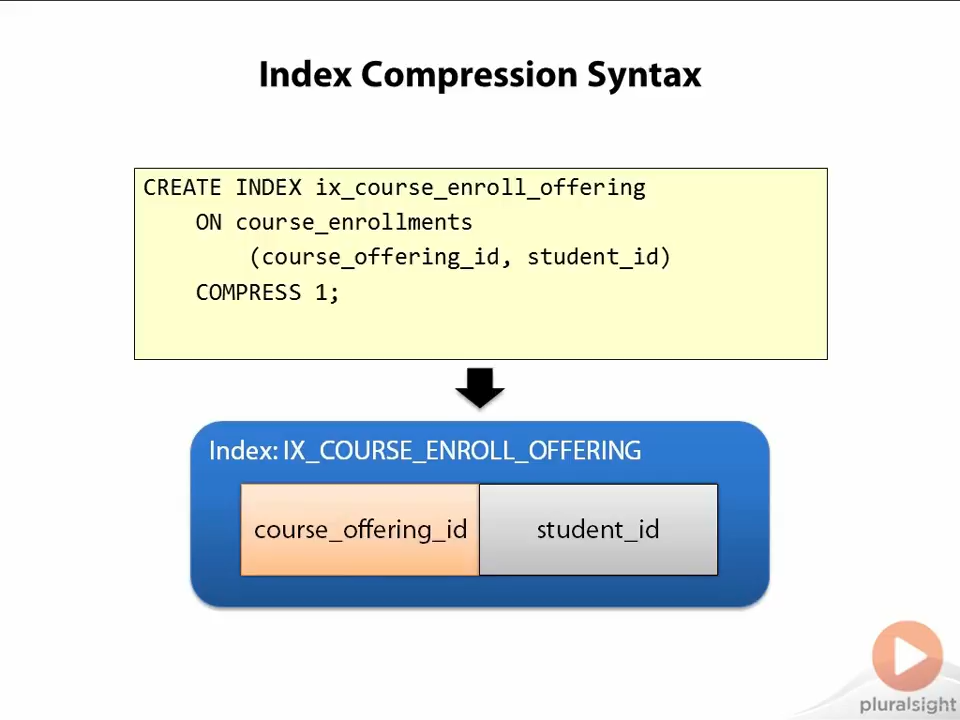 Index Compression Syntax
CREATE INDEX ix_course_enroll_offering
ON course_enrollments
(course_offering_id, student_id)
COMPRESS 1;
Index: IX_COURSE_ENROLL_OFFERING
course_offering_id
student_id
pluralsight